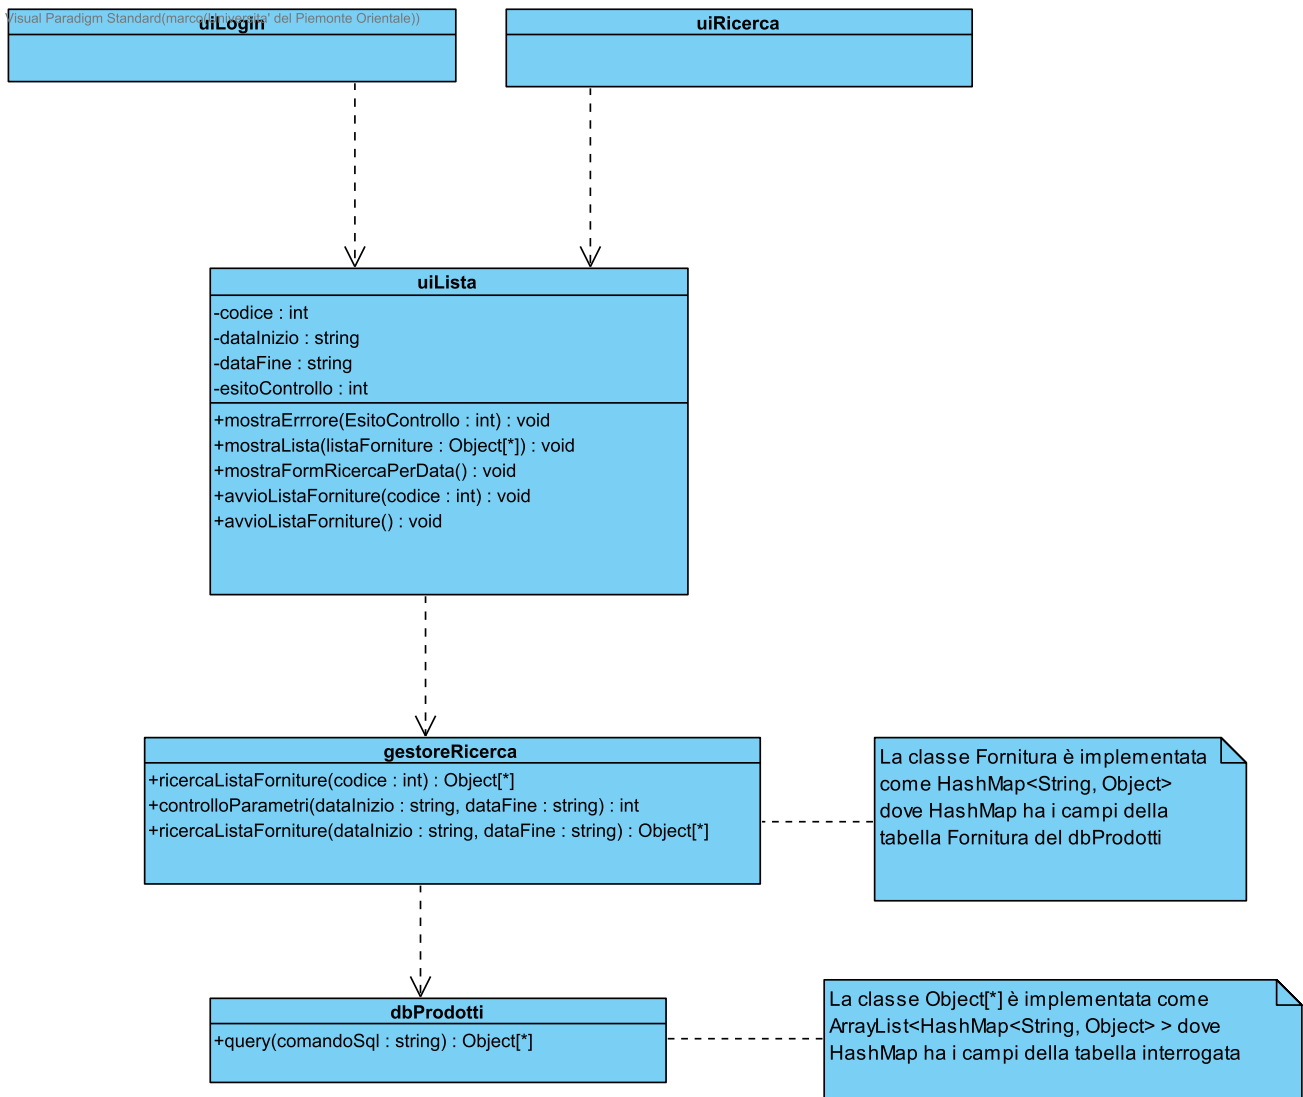 Visual Paradigm Standard(marco(Universita' del Piemonte Orientale))
uiLogin
uiRicerca
uiLista
-codice : int
-dataInizio : string
-dataFine : string
-esitoControllo : int
+mostraErrrore(EsitoControllo : int) : void
+mostraLista(listaForniture : Object[*]) : void
+mostraFormRicercaPerData() : void
+avvioListaForniture(codice : int) : void
+avvioListaForniture() : void
gestoreRicerca
+ricercaListaForniture(codice : int) : Object[*]
+controlloParametri(dataInizio : string, dataFine : string) : int
+ricercaListaForniture(dataInizio : string, dataFine : string) : Object[*]
La classe Fornitura è implementata
come HashMap<String, Object>
dove HashMap ha i campi della
tabella Fornitura del dbProdotti
dbProdotti
+query(comandoSql : string) : Object[*]
La classe Object[*] è implementata come
ArrayList<HashMap<String, Object> > dove
HashMap ha i campi della tabella interrogata